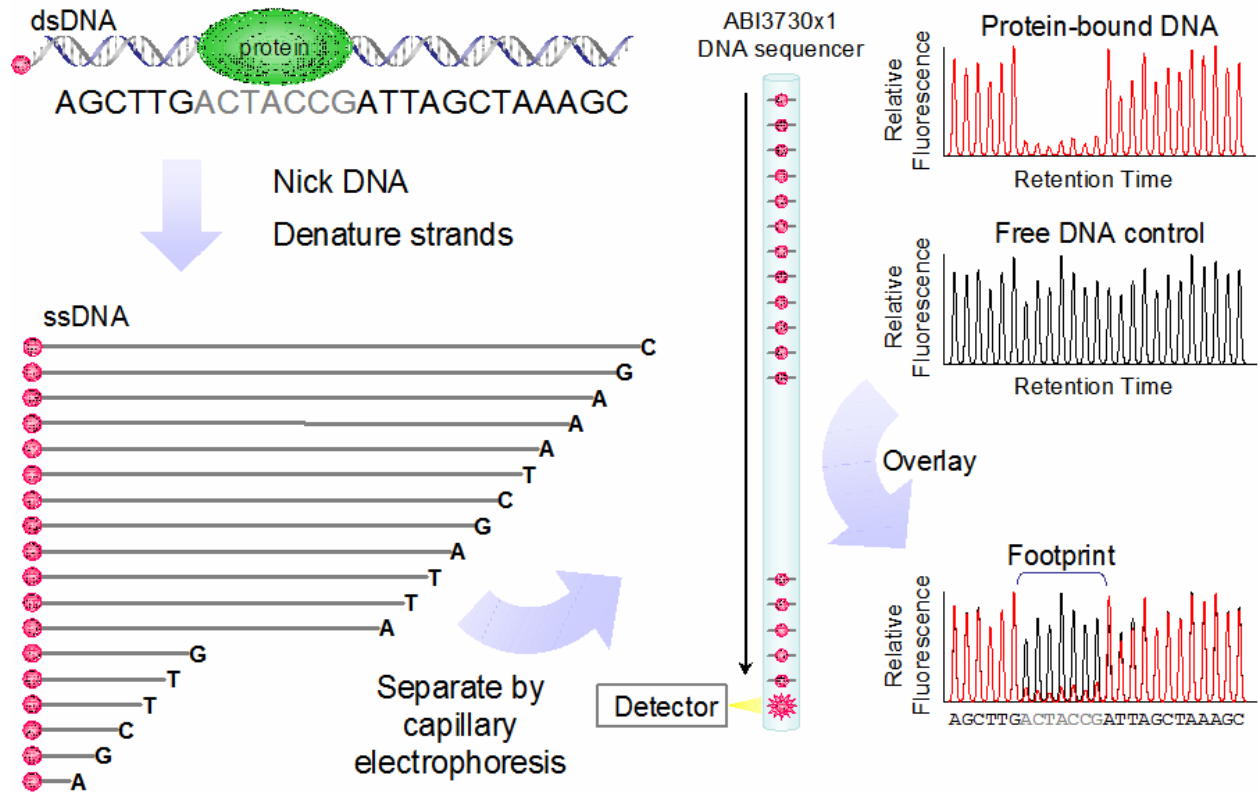 dsDNA
protein
AGCTTGACTACCGATTAGCTAAAGC
Nick DNA
Denature strands
ssDNA
C
G
A
A
A
T
C
G
A
T
T
A
G
T
T
C
G
A
Separate by
capillary
electrophoresis
ABI3730x1
DNA sequencer
Detector
Protein-bound DNA
Relative
Fluorescence
Retention Time
Free DNA control
Relative
Fluorescence
Retention Time
Overlay
Footprint
Relative
Fluorescence
AGCTTGACTACCGATTAGCTAAAGC